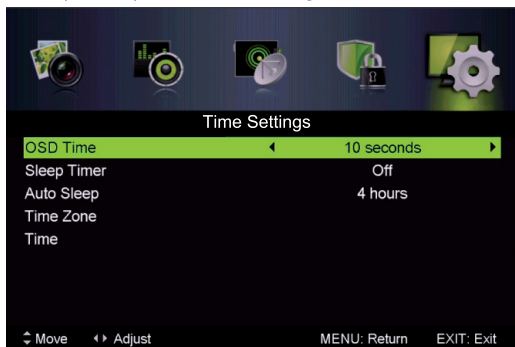 Time Settings
OSD Time 10 seconds
Sleep Timer Off
Auto Sleep 4 hours
Time Zone
Time
Move Adjust MENU: Return EXIT: Exit